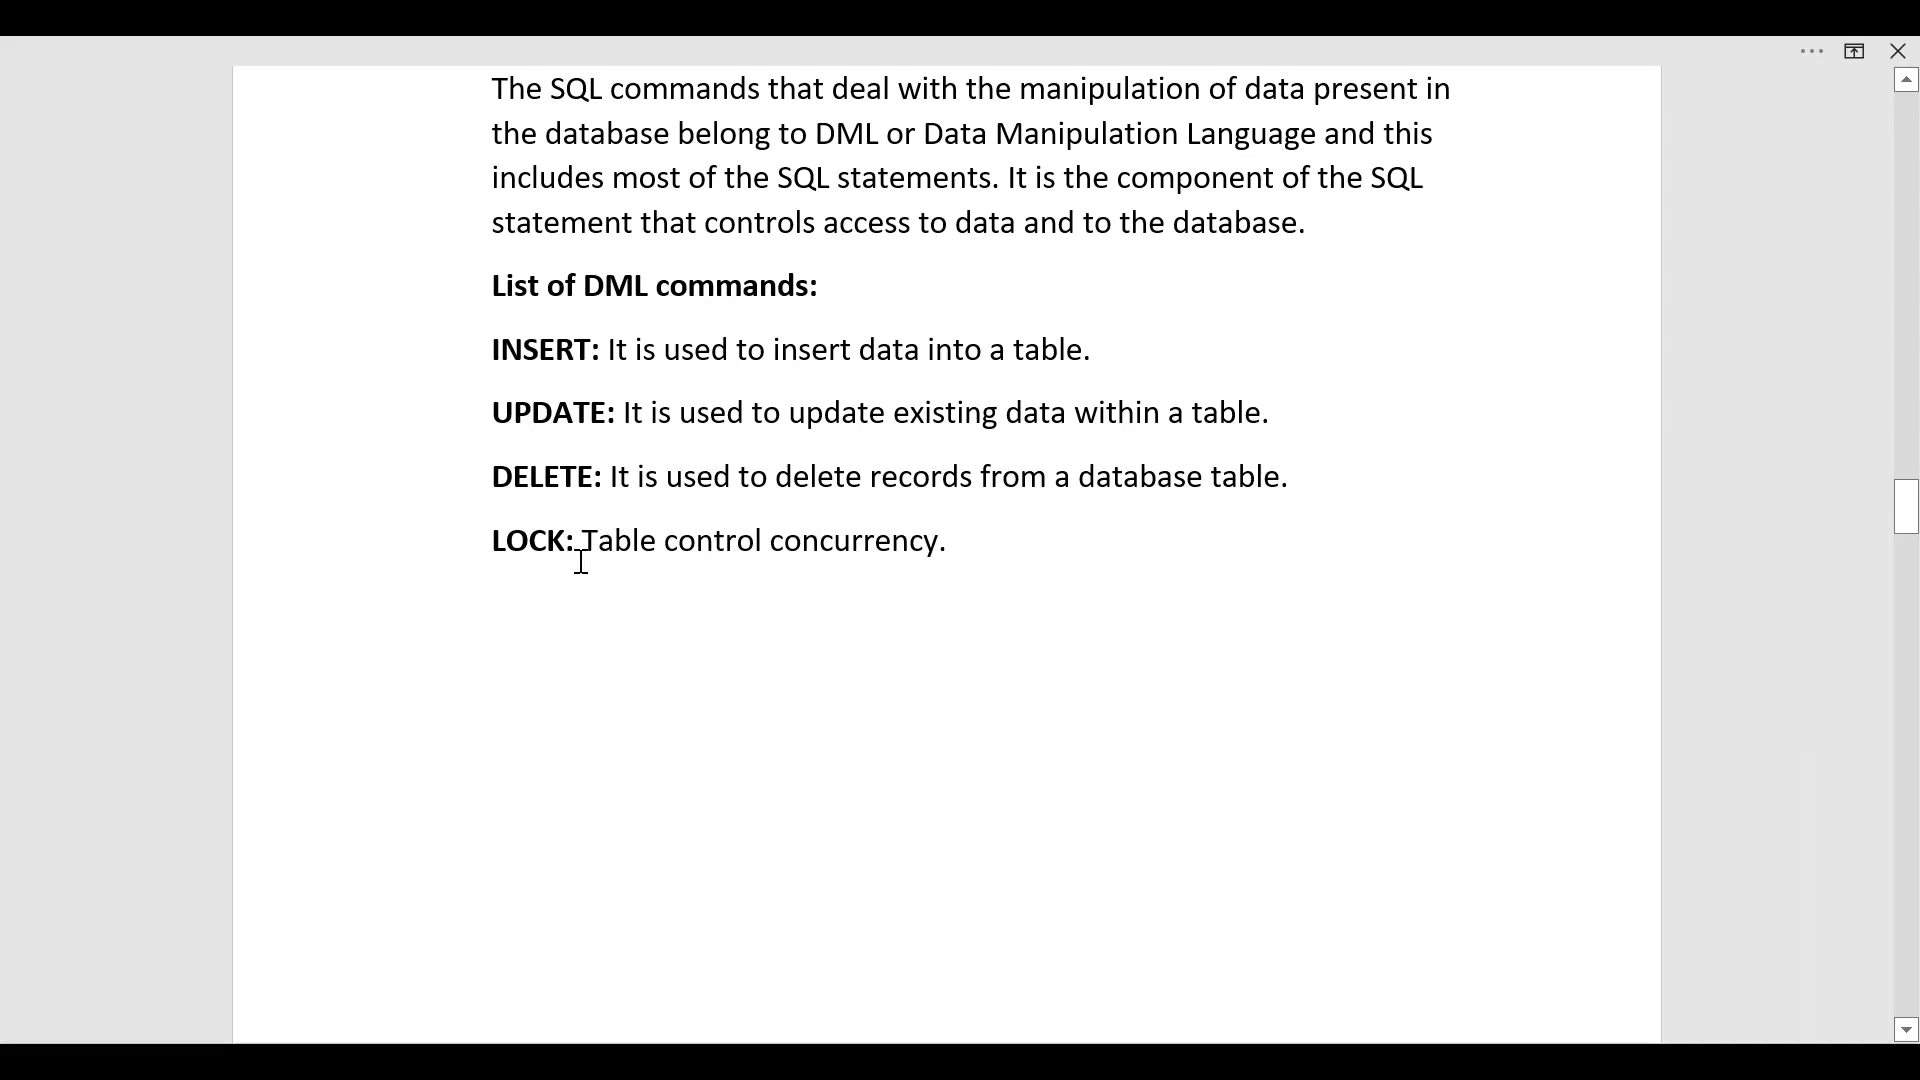 The SQL commands that deal with the manipulation of data present in
the database belong to DML or Data Manipulation Language and this
includes most of the SQL statements. It is the component of the SQL
statement that controls access to data and to the database.
List of DML commands:
INSERT: It is used to insert data into a table.
UPDATE: It is used to update existing data within a table.
DELETE: It is used to delete records from a database table.
LOCK: Table control concurrency.